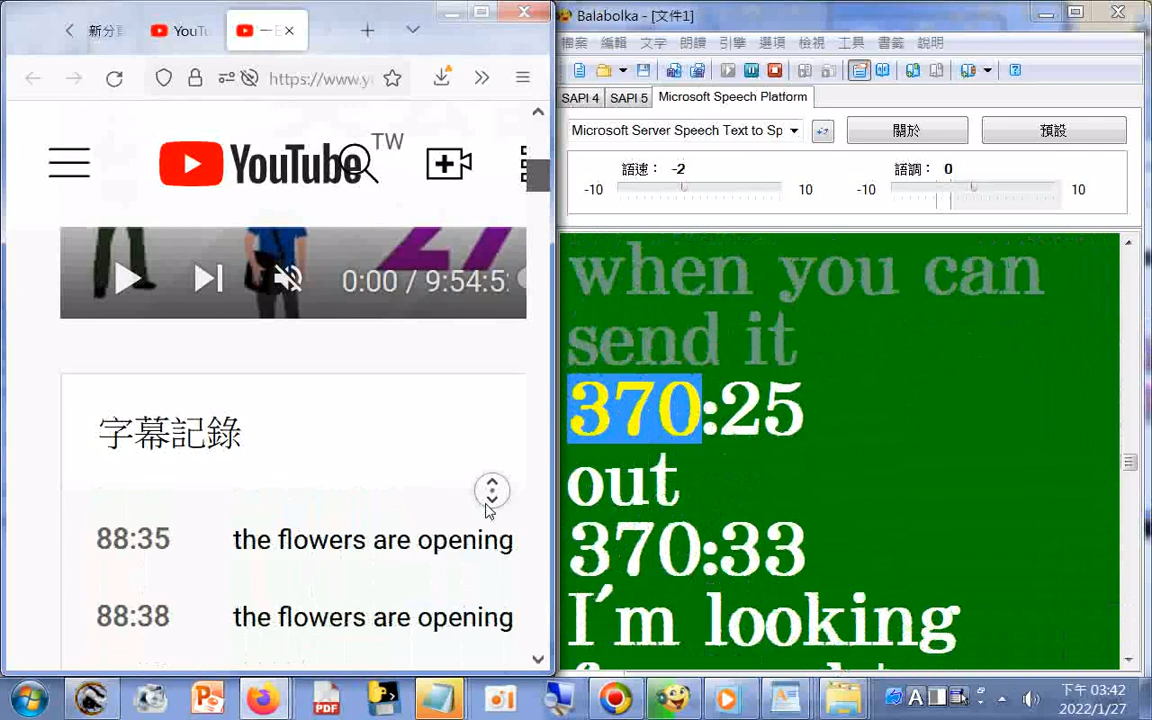 新分
YouTu
— E
https://www.y
YouTube TW
27
0:00 / 9:54:5
字幕記錄
88:35 the flowers are opening
88:38 the flowers are opening
Balabolka - [文件1]
檔案 編輯 文字 朗讀 引擎 選項 檢視 工具 書籤 說明
SAPI 4 SAPI 5 Microsoft Speech Platform
Microsoft Server Speech Text to Sp 關於 預設
語速： -2 語調： 0
-10 10 -10 10
when you can
send it
370:25
out
370:33
I'm looking
PDF
A
下午 03:42
2022/1/27